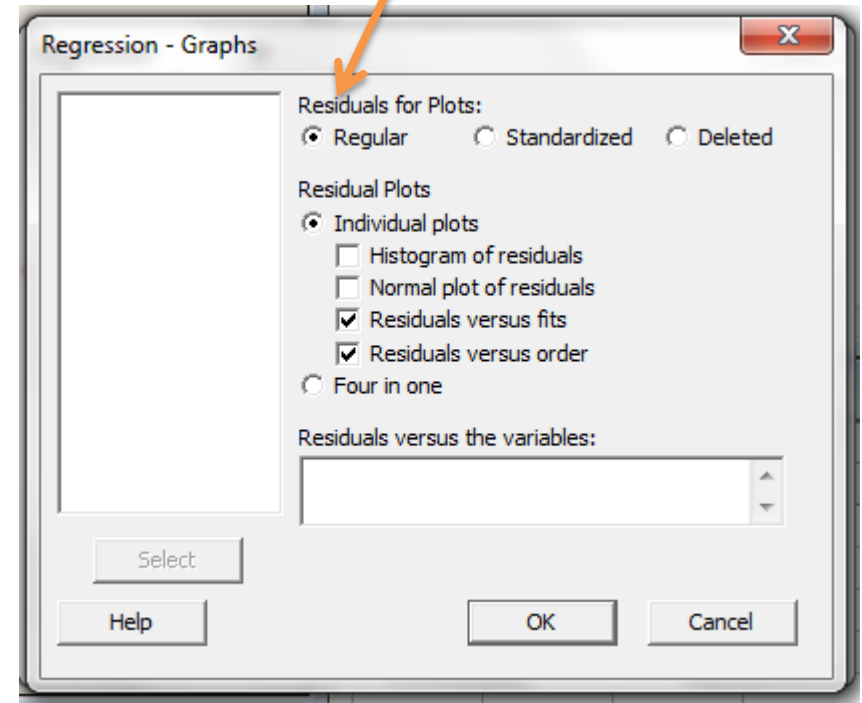 Regression - Graphs
Residuals for Plots:
Regular Standardized Deleted
Residual Plots
Individual plots
Histogram of residuals
Normal plot of residuals
Residuals versus fits
Residuals versus order
Four in one
Residuals versus the variables:
Select
Help OK Cancel